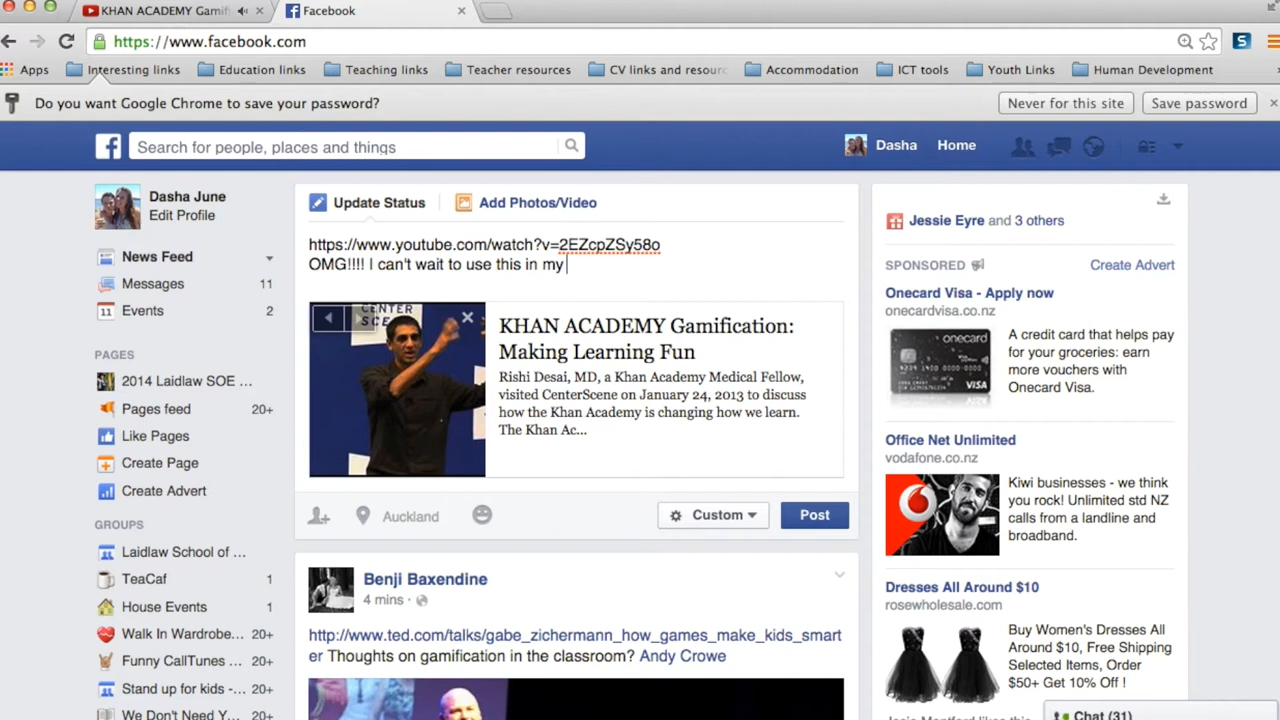 KHAN ACADEMY Gamif
Facebook
https://www.facebook.com
Apps
Interesting links
Education links
Teaching links
Teacher resources
CV links and resourc
Accommodation
ICT tools
Youth Links
Human Development
Do you want Google Chrome to save your password?
Never for this site
Save password
Search for people, places and things
Dasha
Home
Dasha June
Edit Profile
News Feed
Messages 11
Events 2
PAGES
2014 Laidlaw SOE ...
Pages feed 20+
Like Pages
Create Page
Create Advert
GROUPS
Laidlaw School of ...
TeaCaf 1
House Events 1
Walk In Wardrobe... 20+
Funny CallTunes ... 20+
Stand up for kids -... 20+
We Don't Need Y... 20+
Update Status
Add Photos/Video
https://www.youtube.com/watch?v=2EZcpZSy58o
OMG!!!! I can't wait to use this in my
CENTER
KHAN ACADEMY Gamification:
Making Learning Fun
Rishi Desai, MD, a Khan Academy Medical Fellow,
visited CenterScene on January 24, 2013 to discuss
how the Khan Academy is changing how we learn.
The Khan Ac...
Auckland
Custom
Post
Benji Baxendine
4 mins ·
http://www.ted.com/talks/gabe_zichermann_how_games_make_kids_smart
er Thoughts on gamification in the classroom? Andy Crowe
Jessie Eyre and 3 others
SPONSORED
Create Advert
Onecard Visa - Apply now
onecardvisa.co.nz
onecard
VISA
A credit card that helps pay
for your groceries: earn
more vouchers with
Onecard Visa.
Office Net Unlimited
vodafone.co.nz
Kiwi businesses - we think
you rock! Unlimited std NZ
calls from a landline and
broadband.
Dresses All Around $10
rosewholesale.com
Buy Women's Dresses All
Around $10, Free Shipping
Selected Items, Order
$50+ Get 10% Off !
Chat (31)